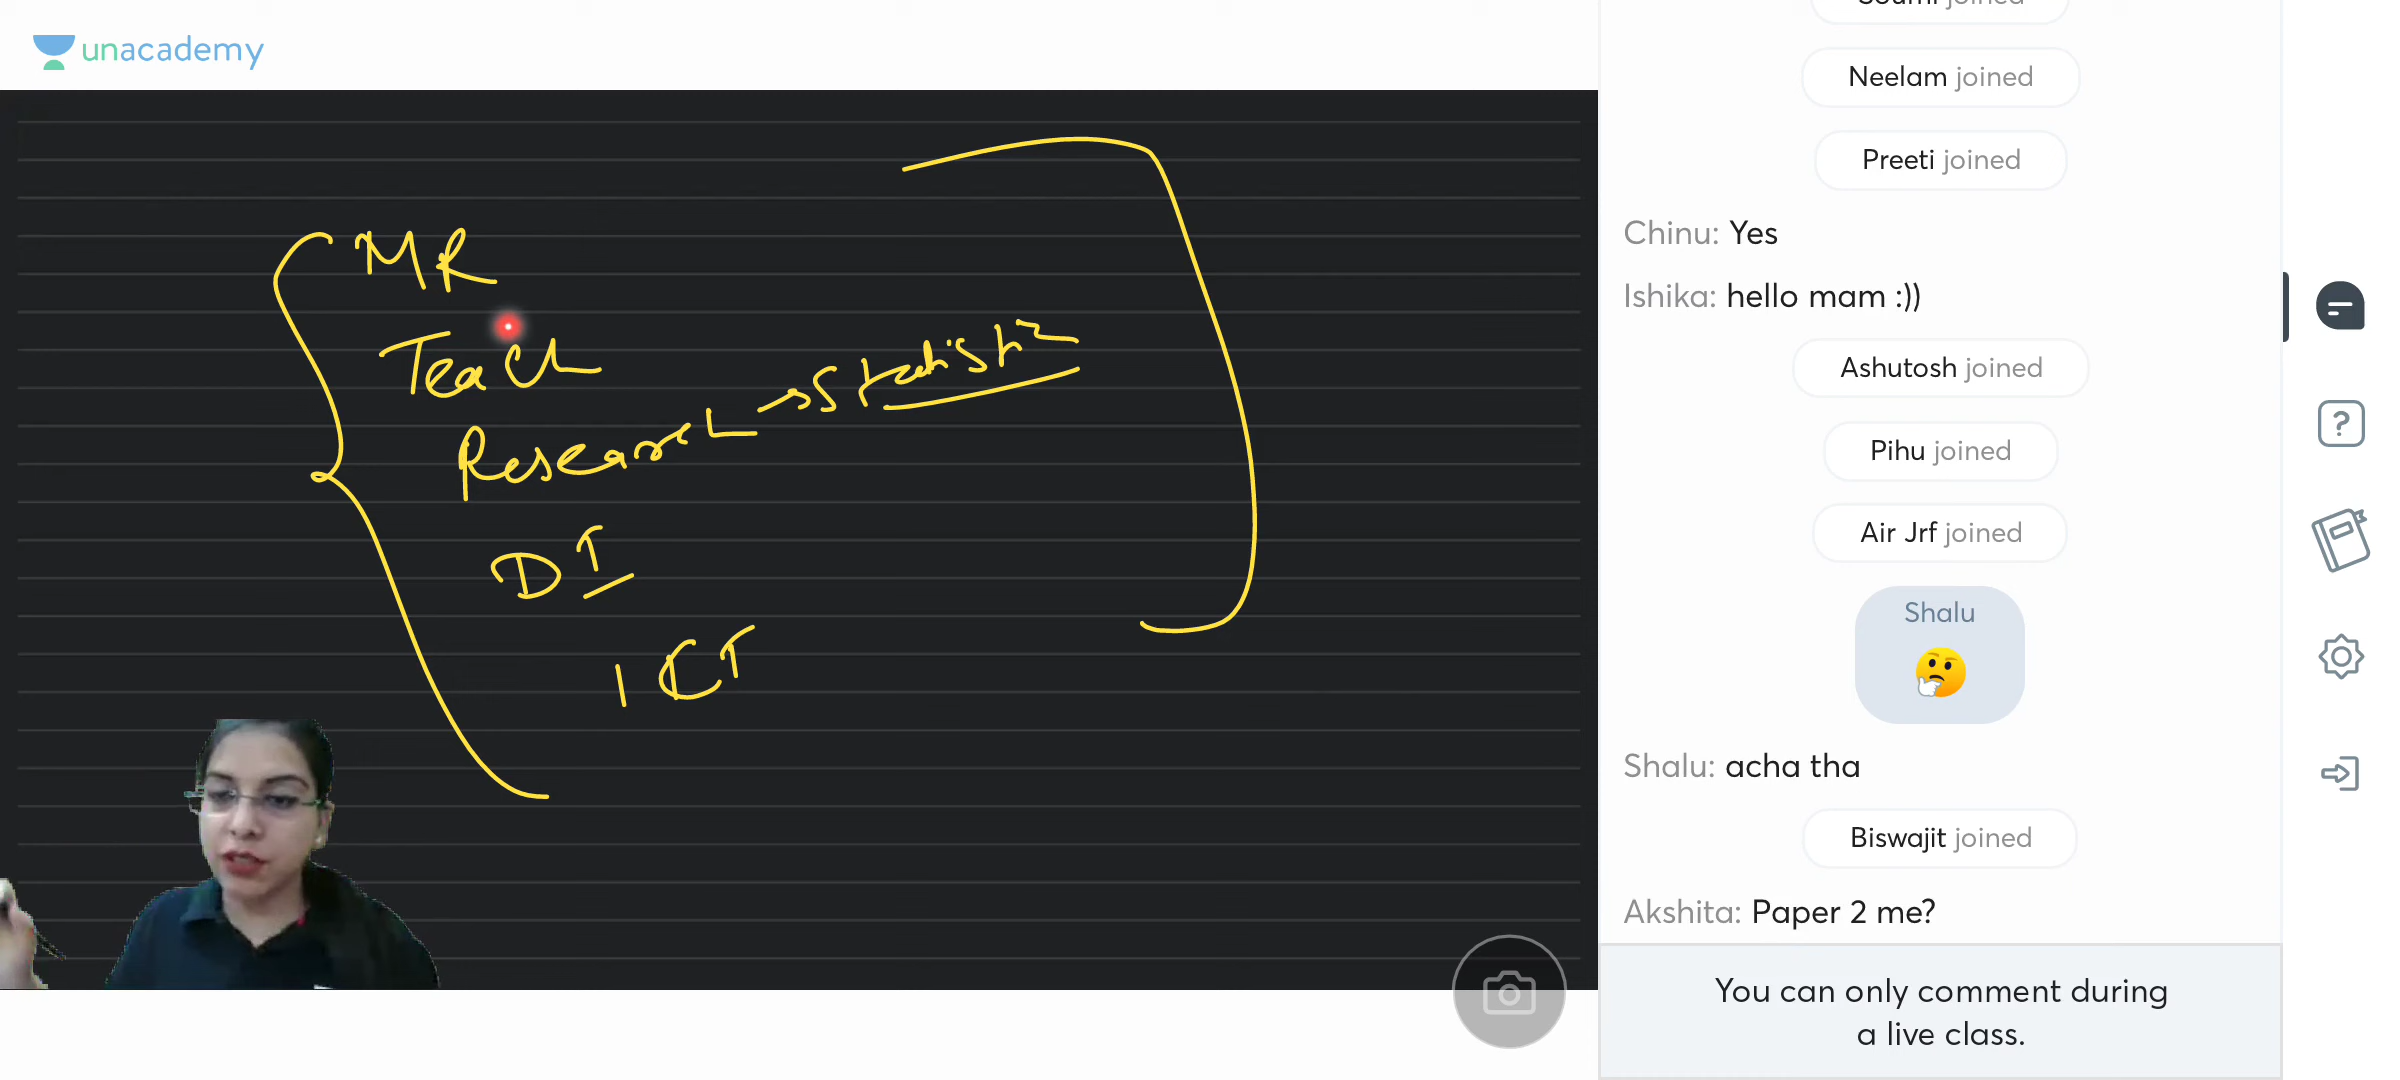 unacademy
MR
Teach
Research → Statistz
DI
ICT
Neelam joined
Preeti joined
Chinu: Yes
Ishika: hello mam :))
Ashutosh joined
Pihu joined
Air Jrf joined
Shalu
🤔
Shalu: acha tha
Biswajit joined
Akshita: Paper 2 me?
You can only comment during
a live class.